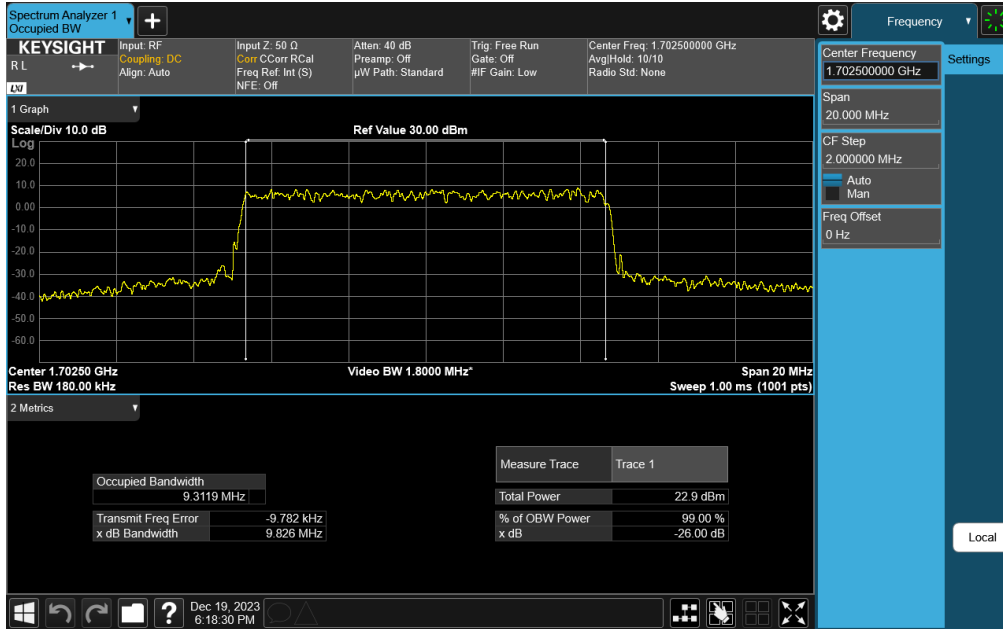 Spectrum Analyzer 1
Occupied BW
Frequency
KEYSIGHT
R L
LXI
Input: RF
Coupling: DC
Align: Auto
Input Z: 50 Ω
Corr CCorr RCal
Freq Ref: Int (S)
NFE: Off
Atten: 40 dB
Preamp: Off
µW Path: Standard
Trig: Free Run
Gate: Off
#IF Gain: Low
Center Freq: 1.702500000 GHz
Avg|Hold: 10/10
Radio Std: None
Center Frequency
1.702500000 GHz
Settings
Span
20.000 MHz
CF Step
2.000000 MHz
Auto
Man
Freq Offset
0 Hz
Local
1 Graph
Scale/Div 10.0 dB
Ref Value 30.00 dBm
Log
20.0
10.0
0.00
-10.0
-20.0
-30.0
-40.0
-50.0
-60.0
Center 1.70250 GHz
Video BW 1.8000 MHz*
Span 20 MHz
Res BW 180.00 kHz
Sweep 1.00 ms (1001 pts)
2 Metrics
Measure Trace Trace 1
Occupied Bandwidth
9.3119 MHz
Total Power 22.9 dBm
Transmit Freq Error -9.782 kHz
% of OBW Power 99.00 %
x dB Bandwidth 9.826 MHz
x dB -26.00 dB
?
Dec 19, 2023
6:18:30 PM